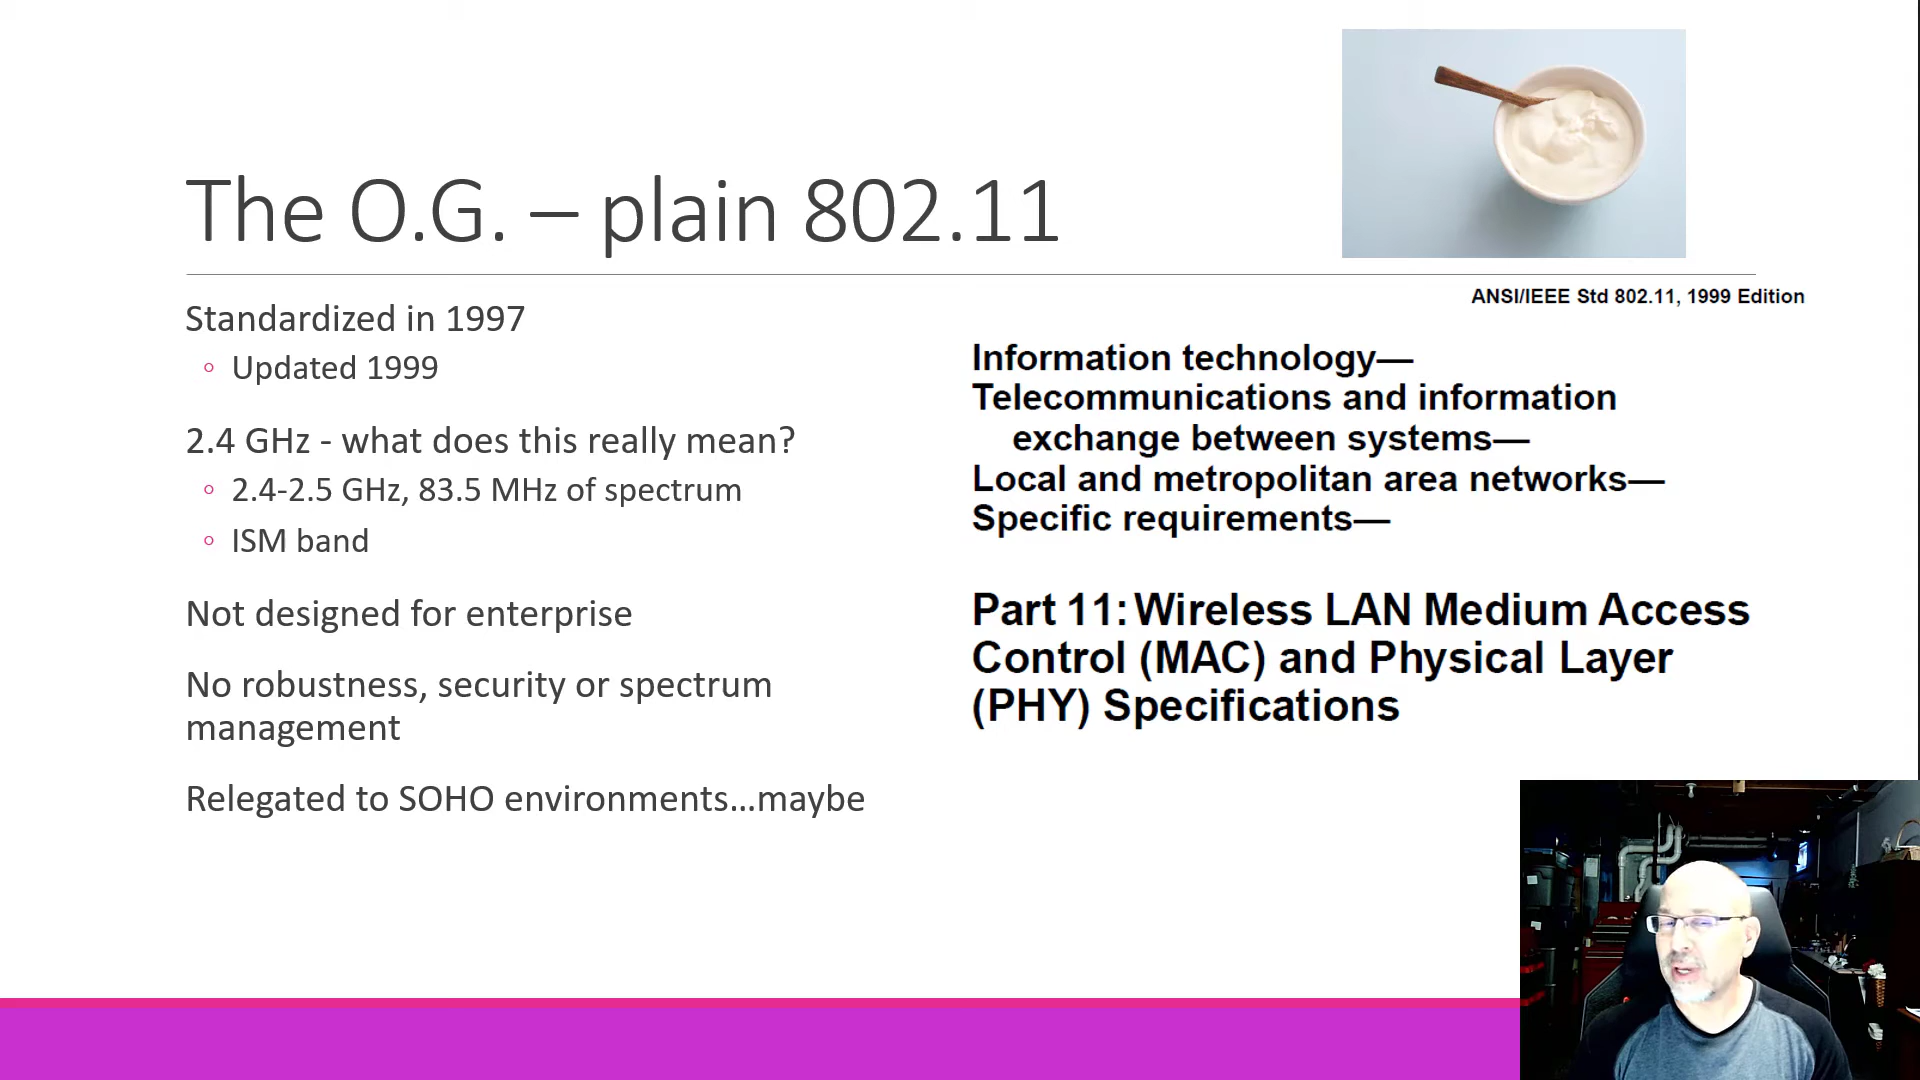 The O.G. – plain 802.11
Standardized in 1997
◦ Updated 1999
2.4 GHz - what does this really mean?
◦ 2.4-2.5 GHz, 83.5 MHz of spectrum
◦ ISM band
Not designed for enterprise
No robustness, security or spectrum
management
Relegated to SOHO environments…maybe
ANSI/IEEE Std 802.11, 1999 Edition
Information technology—
Telecommunications and information
exchange between systems—
Local and metropolitan area networks—
Specific requirements—
Part 11: Wireless LAN Medium Access
Control (MAC) and Physical Layer
(PHY) Specifications